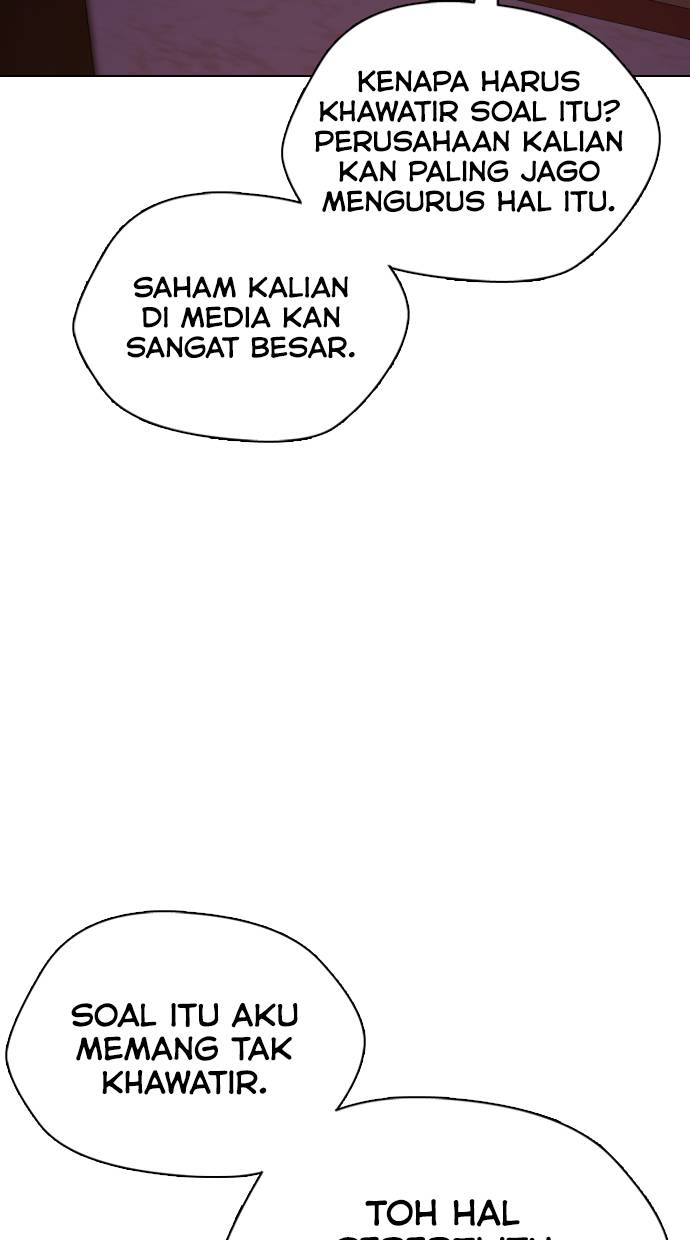 KENAPA HARUS
KHAWATIR SOAL ITU?
PERUSAHAAN KALIAN
KAN PALING JAGO
MENGURUS HAL ITU.
SAHAM KALIAN
DI MEDIA KAN
SANGAT BESAR.
SOAL ITU AKU
MEMANG TAK
KHAWATIR.
TOH HAL